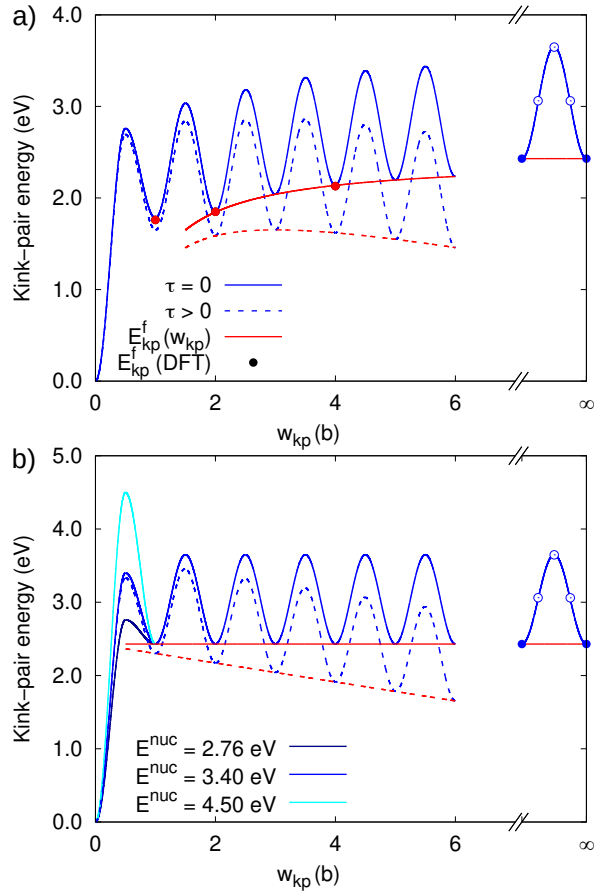 a)
Kink−pair energy (eV)
4.0
3.0
2.0
1.0
0.0
τ = 0
τ > 0
E^f_kp(w_kp)
E^f_kp(DFT)
0 2 4 6 ∞
w_kp(b)
b)
Kink−pair energy (eV)
5.0
4.0
3.0
2.0
1.0
0.0
E^nuc = 2.76 eV
E^nuc = 3.40 eV
E^nuc = 4.50 eV
0 2 4 6 ∞
w_kp(b)